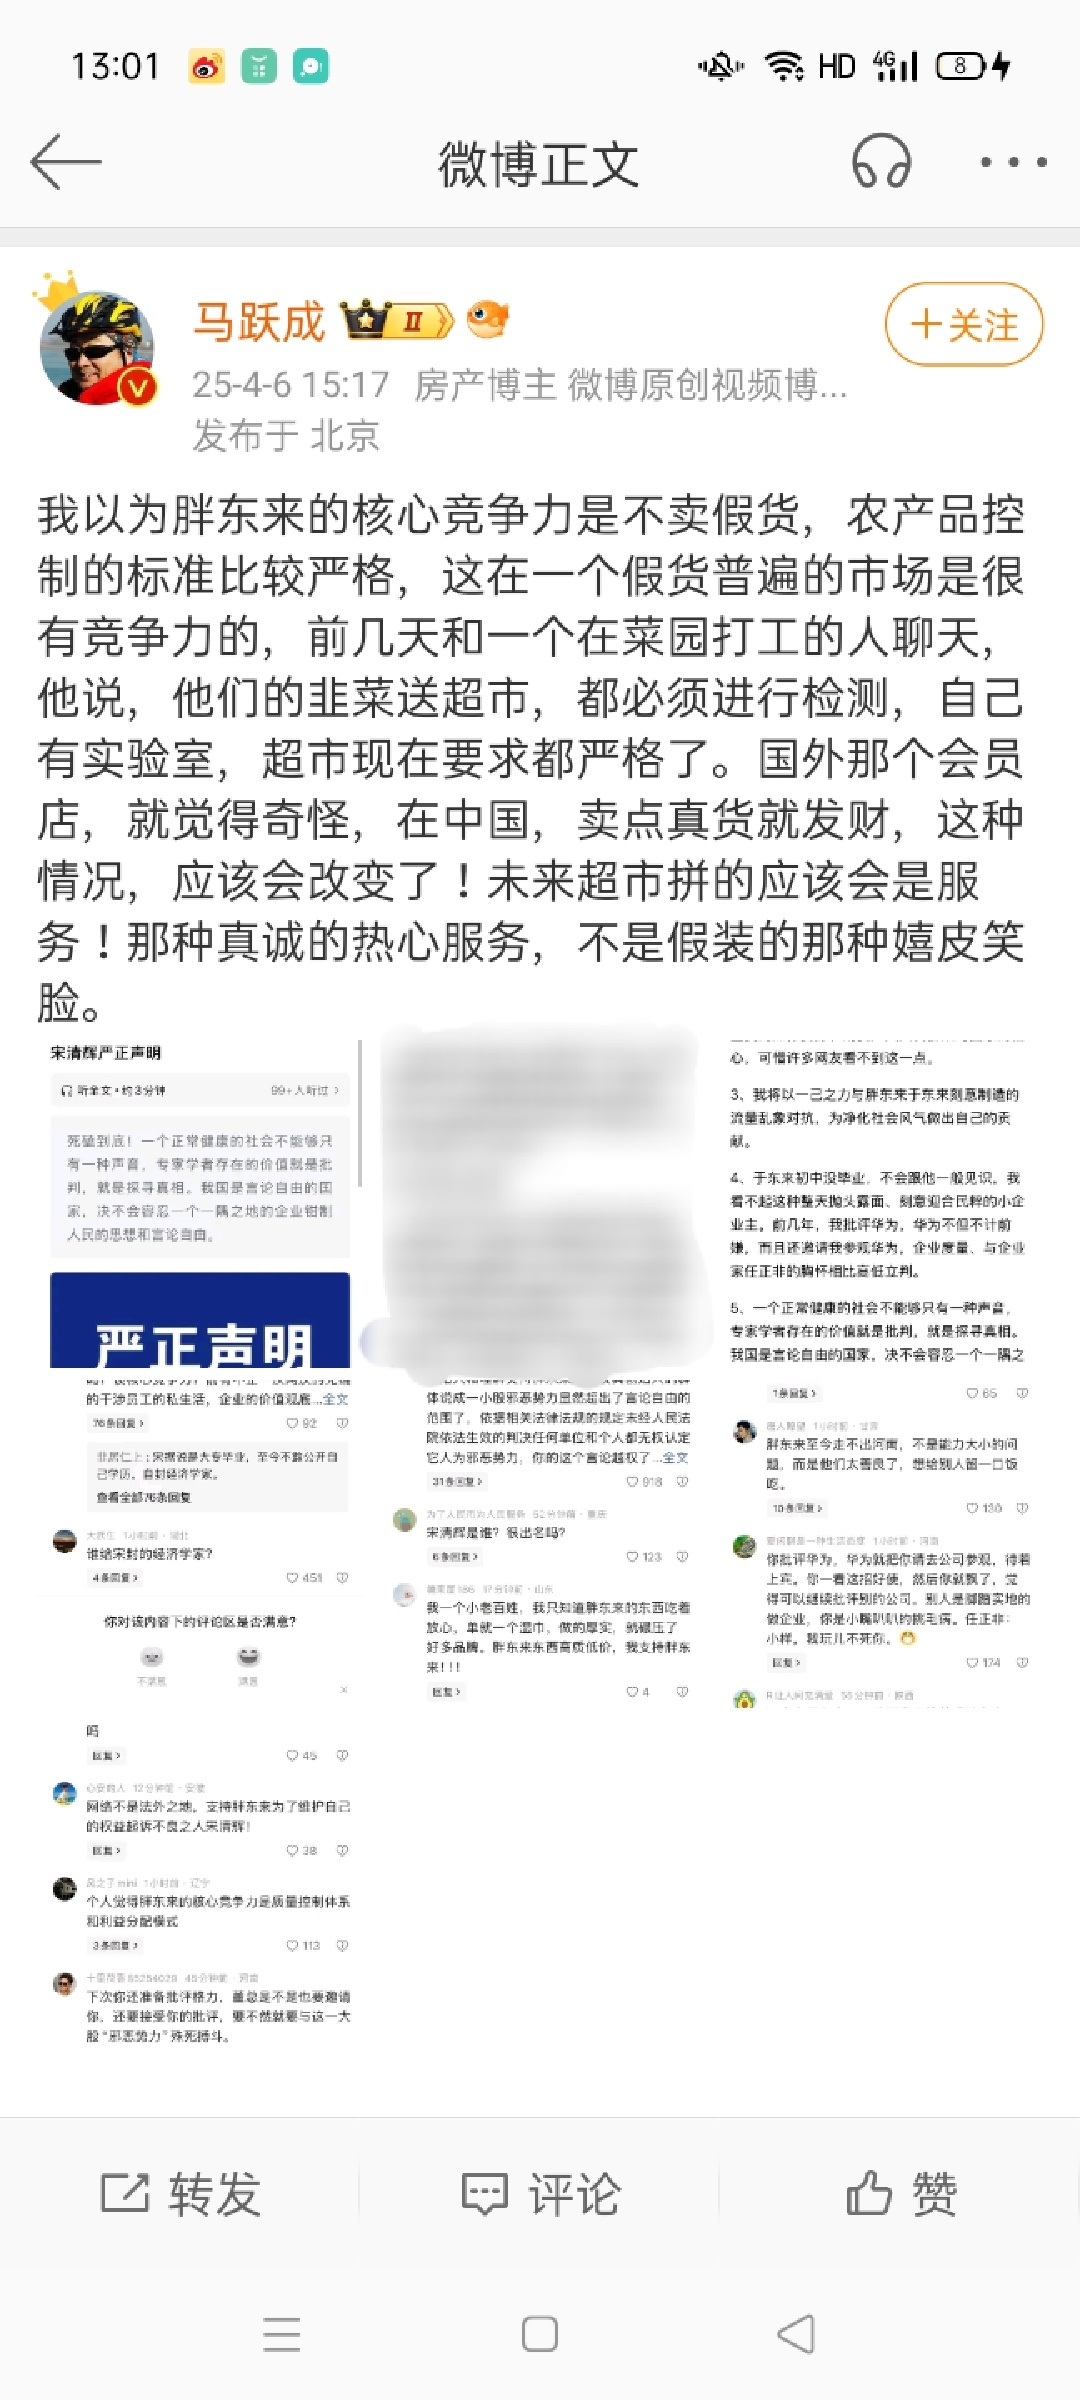 13:01
HD 4G 8
微博正文
马跃成 II
+关注
25-4-6 15:17 房产博主 微博原创视频博...
发布于 北京
我以为胖东来的核心竞争力是不卖假货，农产品控
制的标准比较严格，这在一个假货普遍的市场是很
有竞争力的，前几天和一个在菜园打工的人聊天，
他说，他们的韭菜送超市，都必须进行检测，自己
有实验室，超市现在要求都严格了。国外那个会员
店，就觉得奇怪，在中国，卖点真货就发财，这种
情况，应该会改变了！未来超市拼的应该会是服
务！那种真诚的热心服务，不是假装的那种嬉皮笑
脸。
宋清辉严正声明
听全文·约3分钟 99+人听过 >
死磕到底！一个正常健康的社会不能够只
有一种声音，专家学者存在的价值就是批
判，就是探寻真相。我国是言论自由的国
家，决不会容忍一个一隅之地的企业钳制
人民的思想和言论自由。
严正声明
心，可惜许多网友看不到这一点。
3、我将以一己之力与胖东来于东来刻意制造的
流量乱象对抗，为净化社会风气做出自己的贡
献。
4、于东来初中没毕业，不会跟他一般见识。我
看不起这种整天抛头露面、刻意迎合民粹的小企
业主。前几年，我批评华为，华为不但不计前
嫌，而且还邀请我参观华为，企业度量、与企业
家任正非的胸怀相比高低立判。
5、一个正常健康的社会不能够只有一种声音，
专家学者存在的价值就是批判，就是探寻真相。
我国是言论自由的国家，决不会容忍一个一隅之
的干涉员工的私生活，企业的价值观底...全文
76条回复 > 92
非居仁上：宋据说是大专毕业，至今不敢公开自
己学历。自封经济学家。
查看全部76条回复
1小时前·湖北
谁给宋封的经济学家？
4条回复 > 451
你对该内容下的评论区是否满意？
不满意 满意
体说成一小股邪恶势力显然超出了言论自由的
范围了，依据相关法律法规的规定未经人民法
院依法生效的判决任何单位和个人都无权认定
它人为邪恶势力，你的这个言论越权了...全文
31条回复 > 918
为了人民币为人民服务 52分钟前·重庆
宋清辉是谁？很出名吗？
6条回复 > 123
17分钟前·山东
我一个小老百姓，我只知道胖东来的东西吃着
放心，单就一个湿巾，做的厚实，就碾压了
好多品牌。胖东来东西高质低价，我支持胖东
来！！！
回复 > 4
1条回复 > 65
1小时前·甘肃
胖东来至今走不出河南，不是能力大小的问
题，而是他们太善良了，想给别人留一口饭
吃。
10条回复 > 130
1小时前·河南
你批评华为，华为就把你请去公司参观，待着
上宾。你一看这招好使，然后你就飘了，觉
得可以继续批评别的公司。别人是脚踏实地的
做企业，你是小嘴叭叭的挑毛病。任正非：
小样。我玩儿不死你。
回复 > 174
56分钟前·陕西
吗
回复 > 45
心安的人 12分钟前·安徽
网络不是法外之地，支持胖东来为了维护自己
的权益起诉不良之人宋清辉！
回复 > 38
风之子mini 1小时前·辽宁
个人觉得胖东来的核心竞争力是质量控制体系
和利益分配模式
3条回复 > 113
45分钟前·河南
下次你还准备批评格力，董总是不是也要邀请
你，还要接受你的批评，要不然就要与这一大
股“邪恶势力”殊死搏斗。
转发 评论 赞